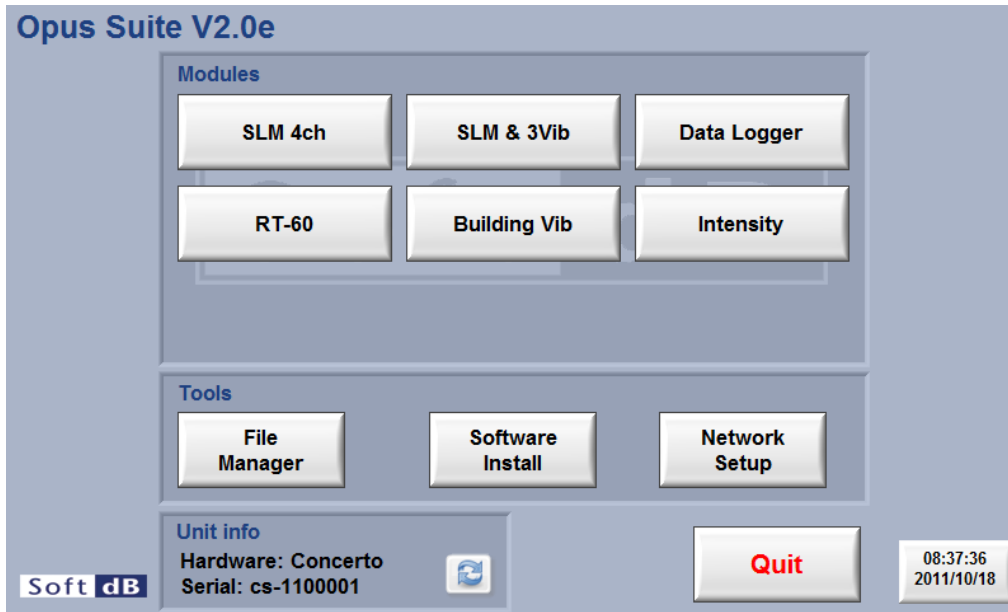 Opus Suite V2.0e
Modules
SLM 4ch
SLM & 3Vib
Data Logger
RT-60
Building Vib
Intensity
Tools
File
Manager
Software
Install
Network
Setup
Unit info
Hardware: Concerto
Serial: cs-1100001
Quit
08:37:36
2011/10/18
Soft dB